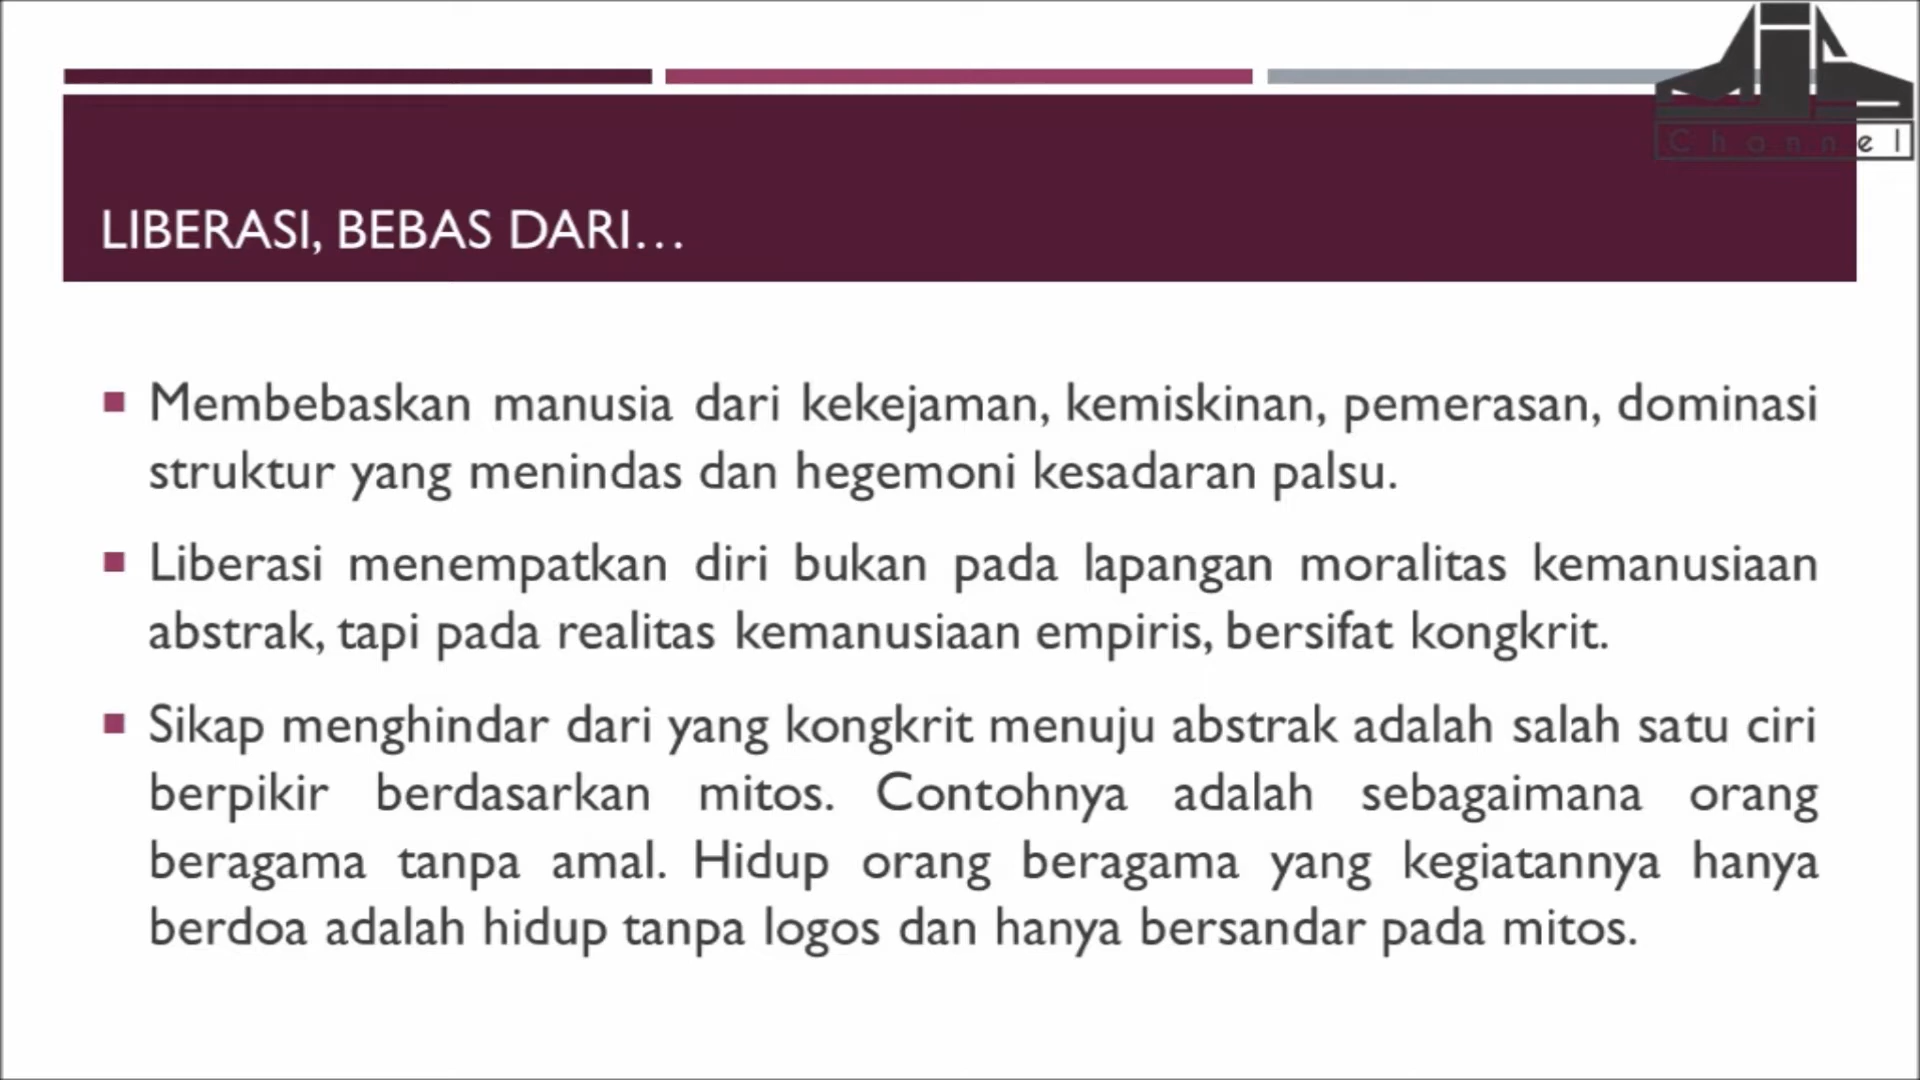 Channel
LIBERASI, BEBAS DARI...
Membebaskan manusia dari kekejaman, kemiskinan, pemerasan, dominasi
struktur yang menindas dan hegemoni kesadaran palsu.
Liberasi menempatkan diri bukan pada lapangan moralitas kemanusiaan
abstrak, tapi pada realitas kemanusiaan empiris, bersifat kongkrit.
Sikap menghindar dari yang kongkrit menuju abstrak adalah salah satu ciri
berpikir berdasarkan mitos. Contohnya adalah sebagaimana orang
beragama tanpa amal. Hidup orang beragama yang kegiatannya hanya
berdoa adalah hidup tanpa logos dan hanya bersandar pada mitos.